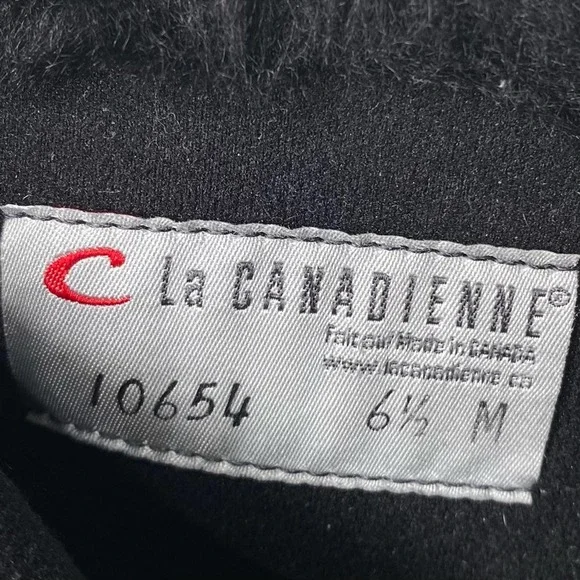 C La CANADIENNE®
Fait au/Made in CANADA
www.lacanadienne.ca
10654 6½ M